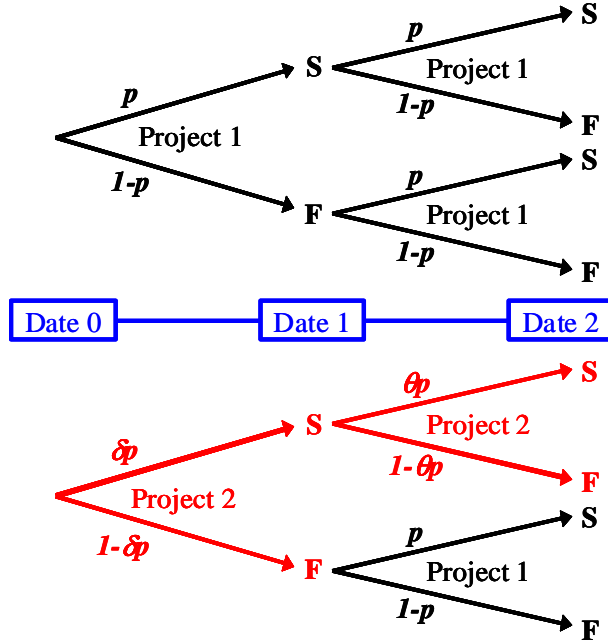 S
p
S
Project 1
p
1-p
Project 1
F
S
1-p
p
F
Project 1
1-p
F
Date 0
Date 1
Date 2
S
θp
S
Project 2
δp
1-θp
Project 2
F
S
1-δp
p
F
Project 1
1-p
F